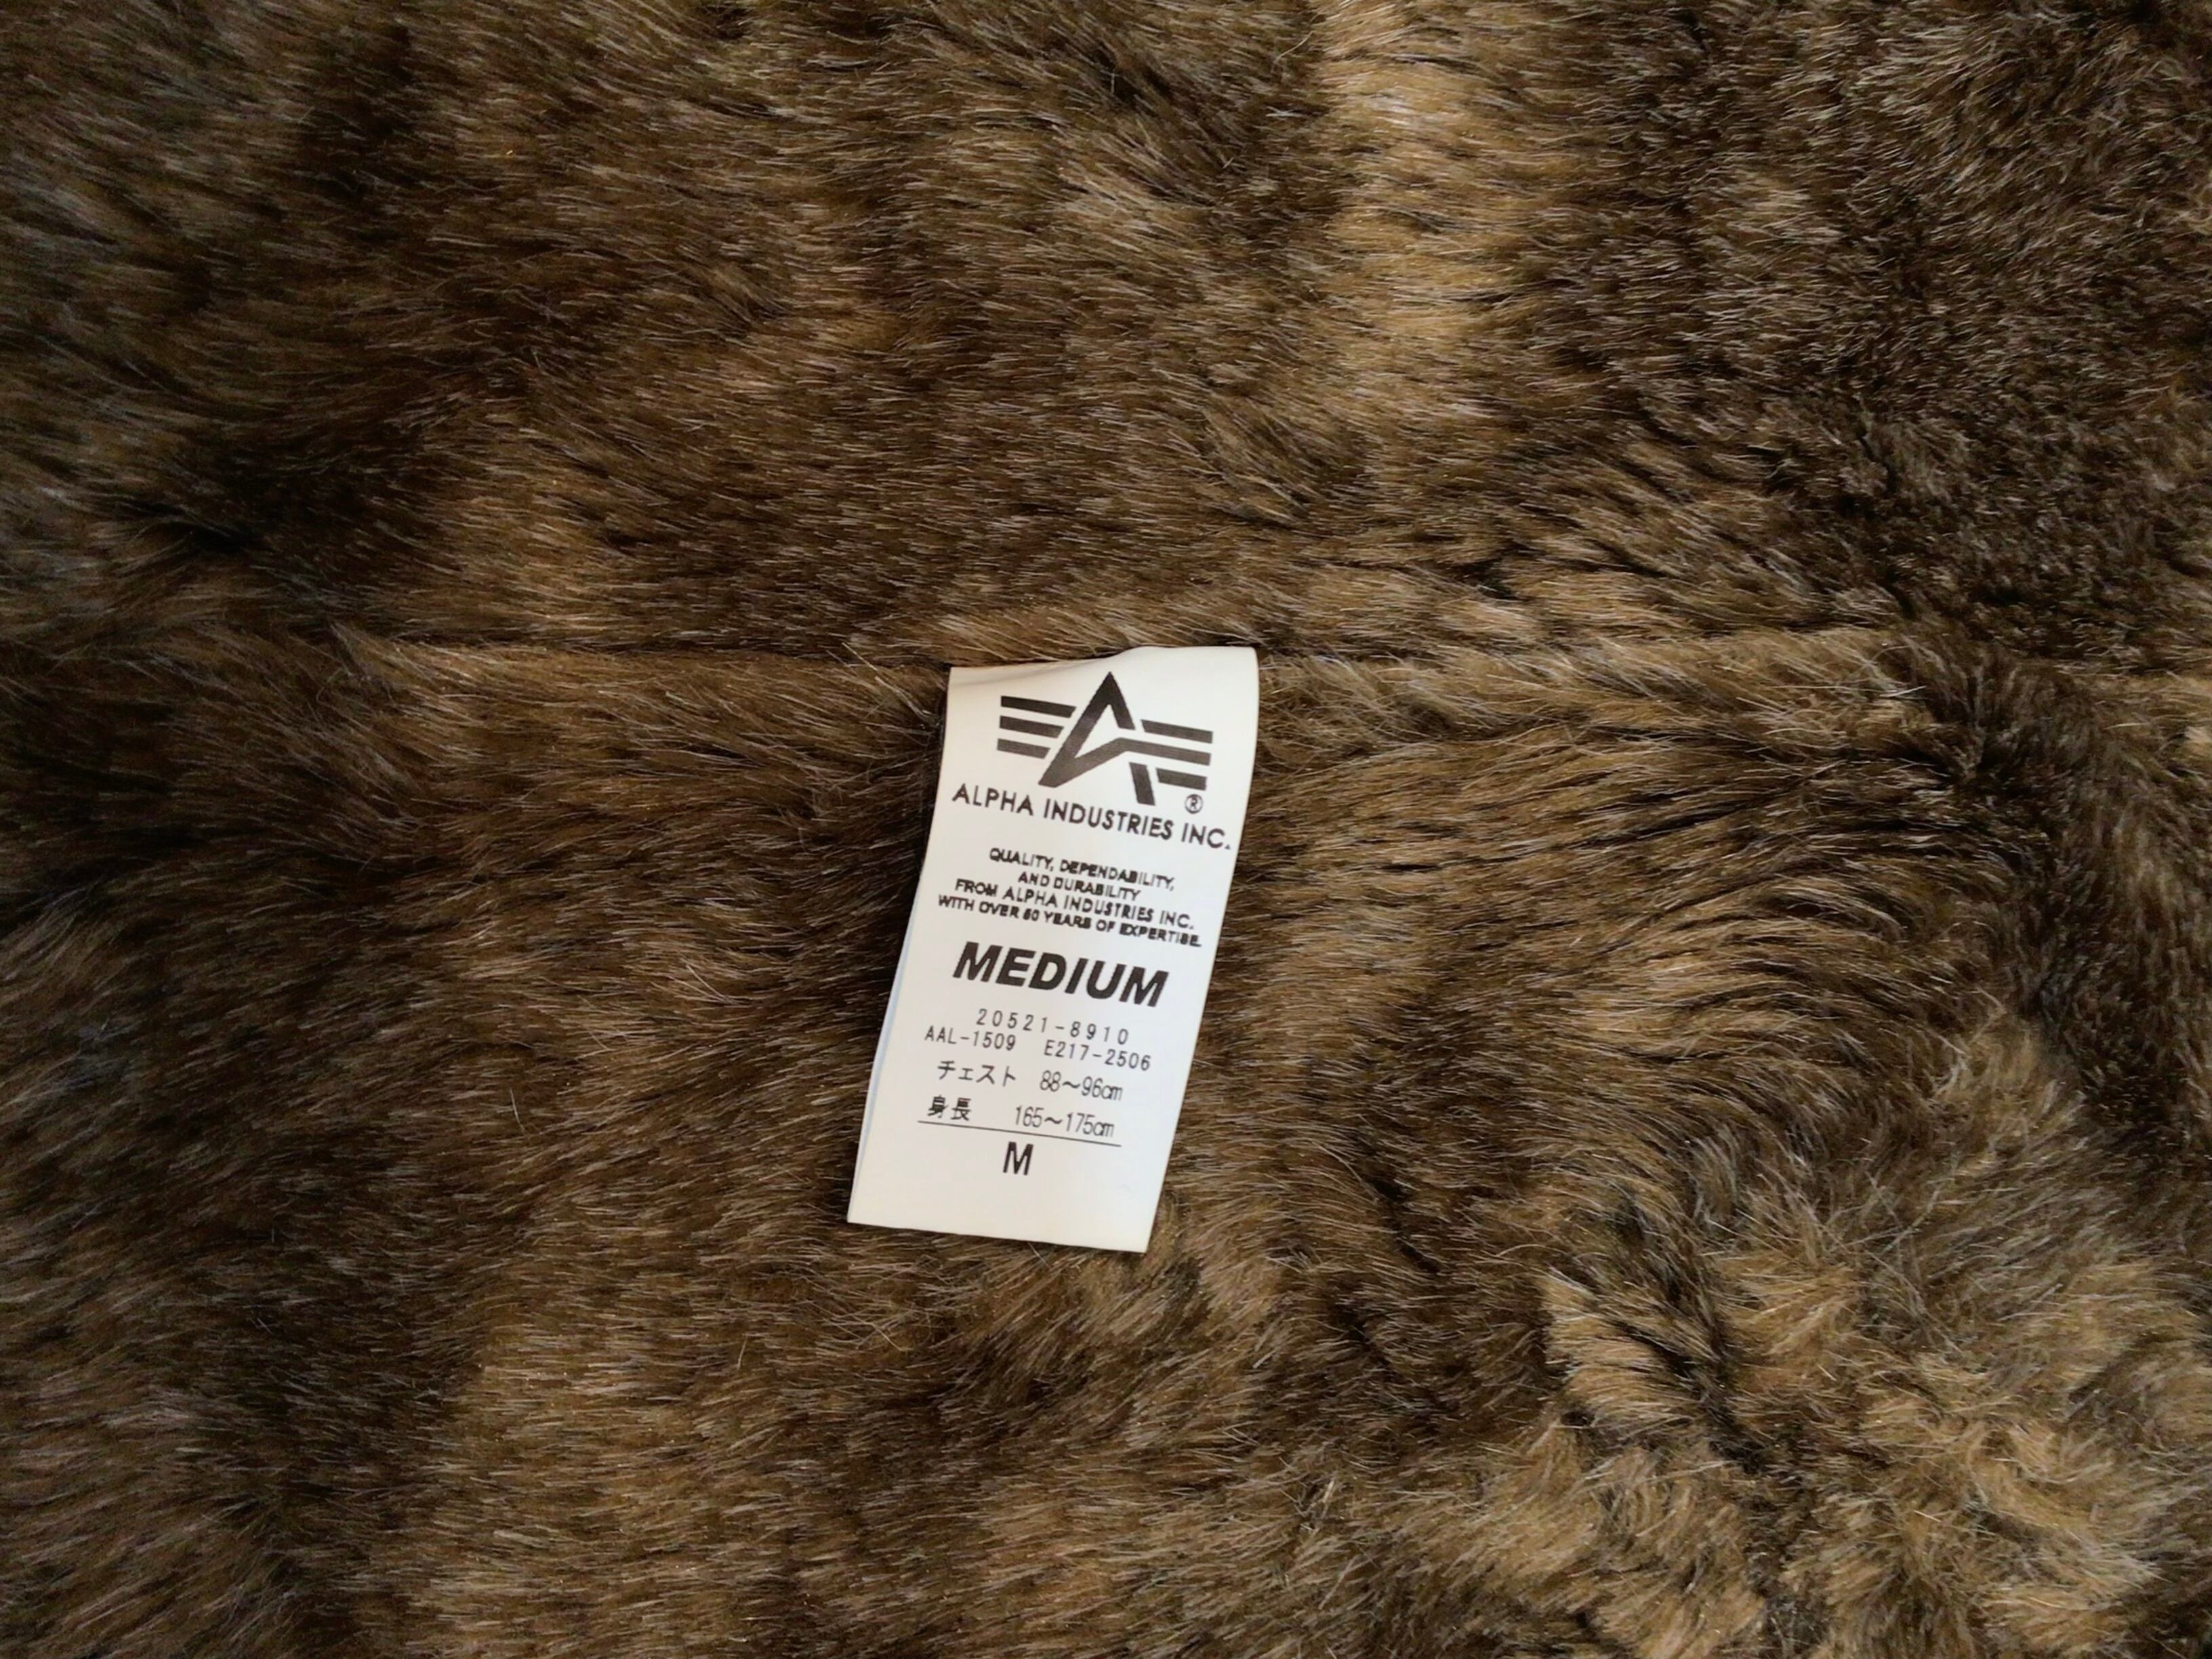 ®
ALPHA INDUSTRIES INC.
QUALITY, DEPENDABILITY,
AND DURABILITY
FROM ALPHA INDUSTRIES INC.
WITH OVER 50 YEARS OF EXPERTISE.
MEDIUM
20521-8910
AAL-1509 E217-2506
チェスト 88～96cm
身長 165～175cm
M